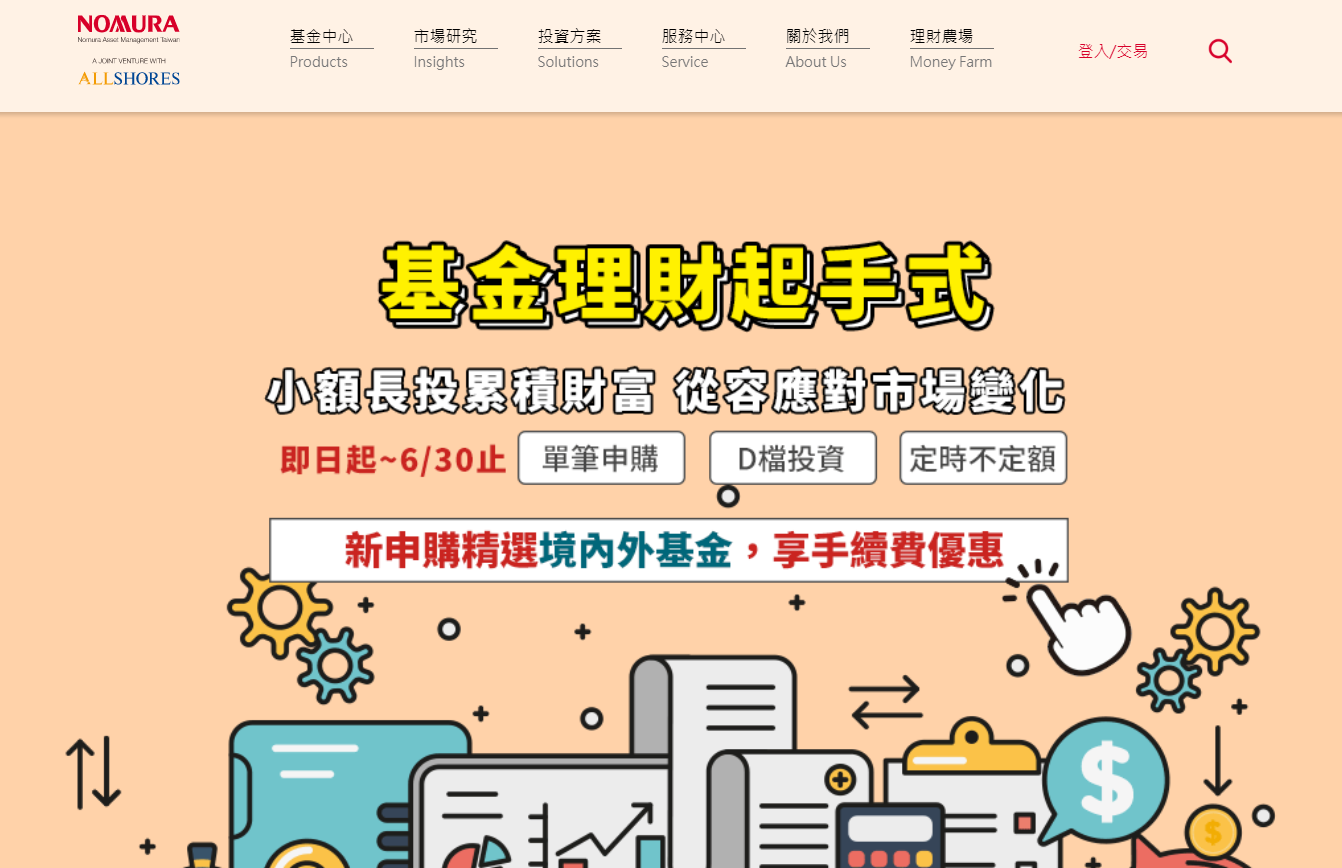 NOMURA
Nomura Asset Management Taiwan
A JOINT VENTURE WITH
ALLSHORES
基金中心 市場研究 投資方案 服務中心 關於我們 理財農場
Products Insights Solutions Service About Us Money Farm
登入/交易
基金理財起手式
小額長投累積財富 從容應對市場變化
即日起~6/30止 單筆申購 D檔投資 定時不定額
新申購精選境內外基金，享手續費優惠